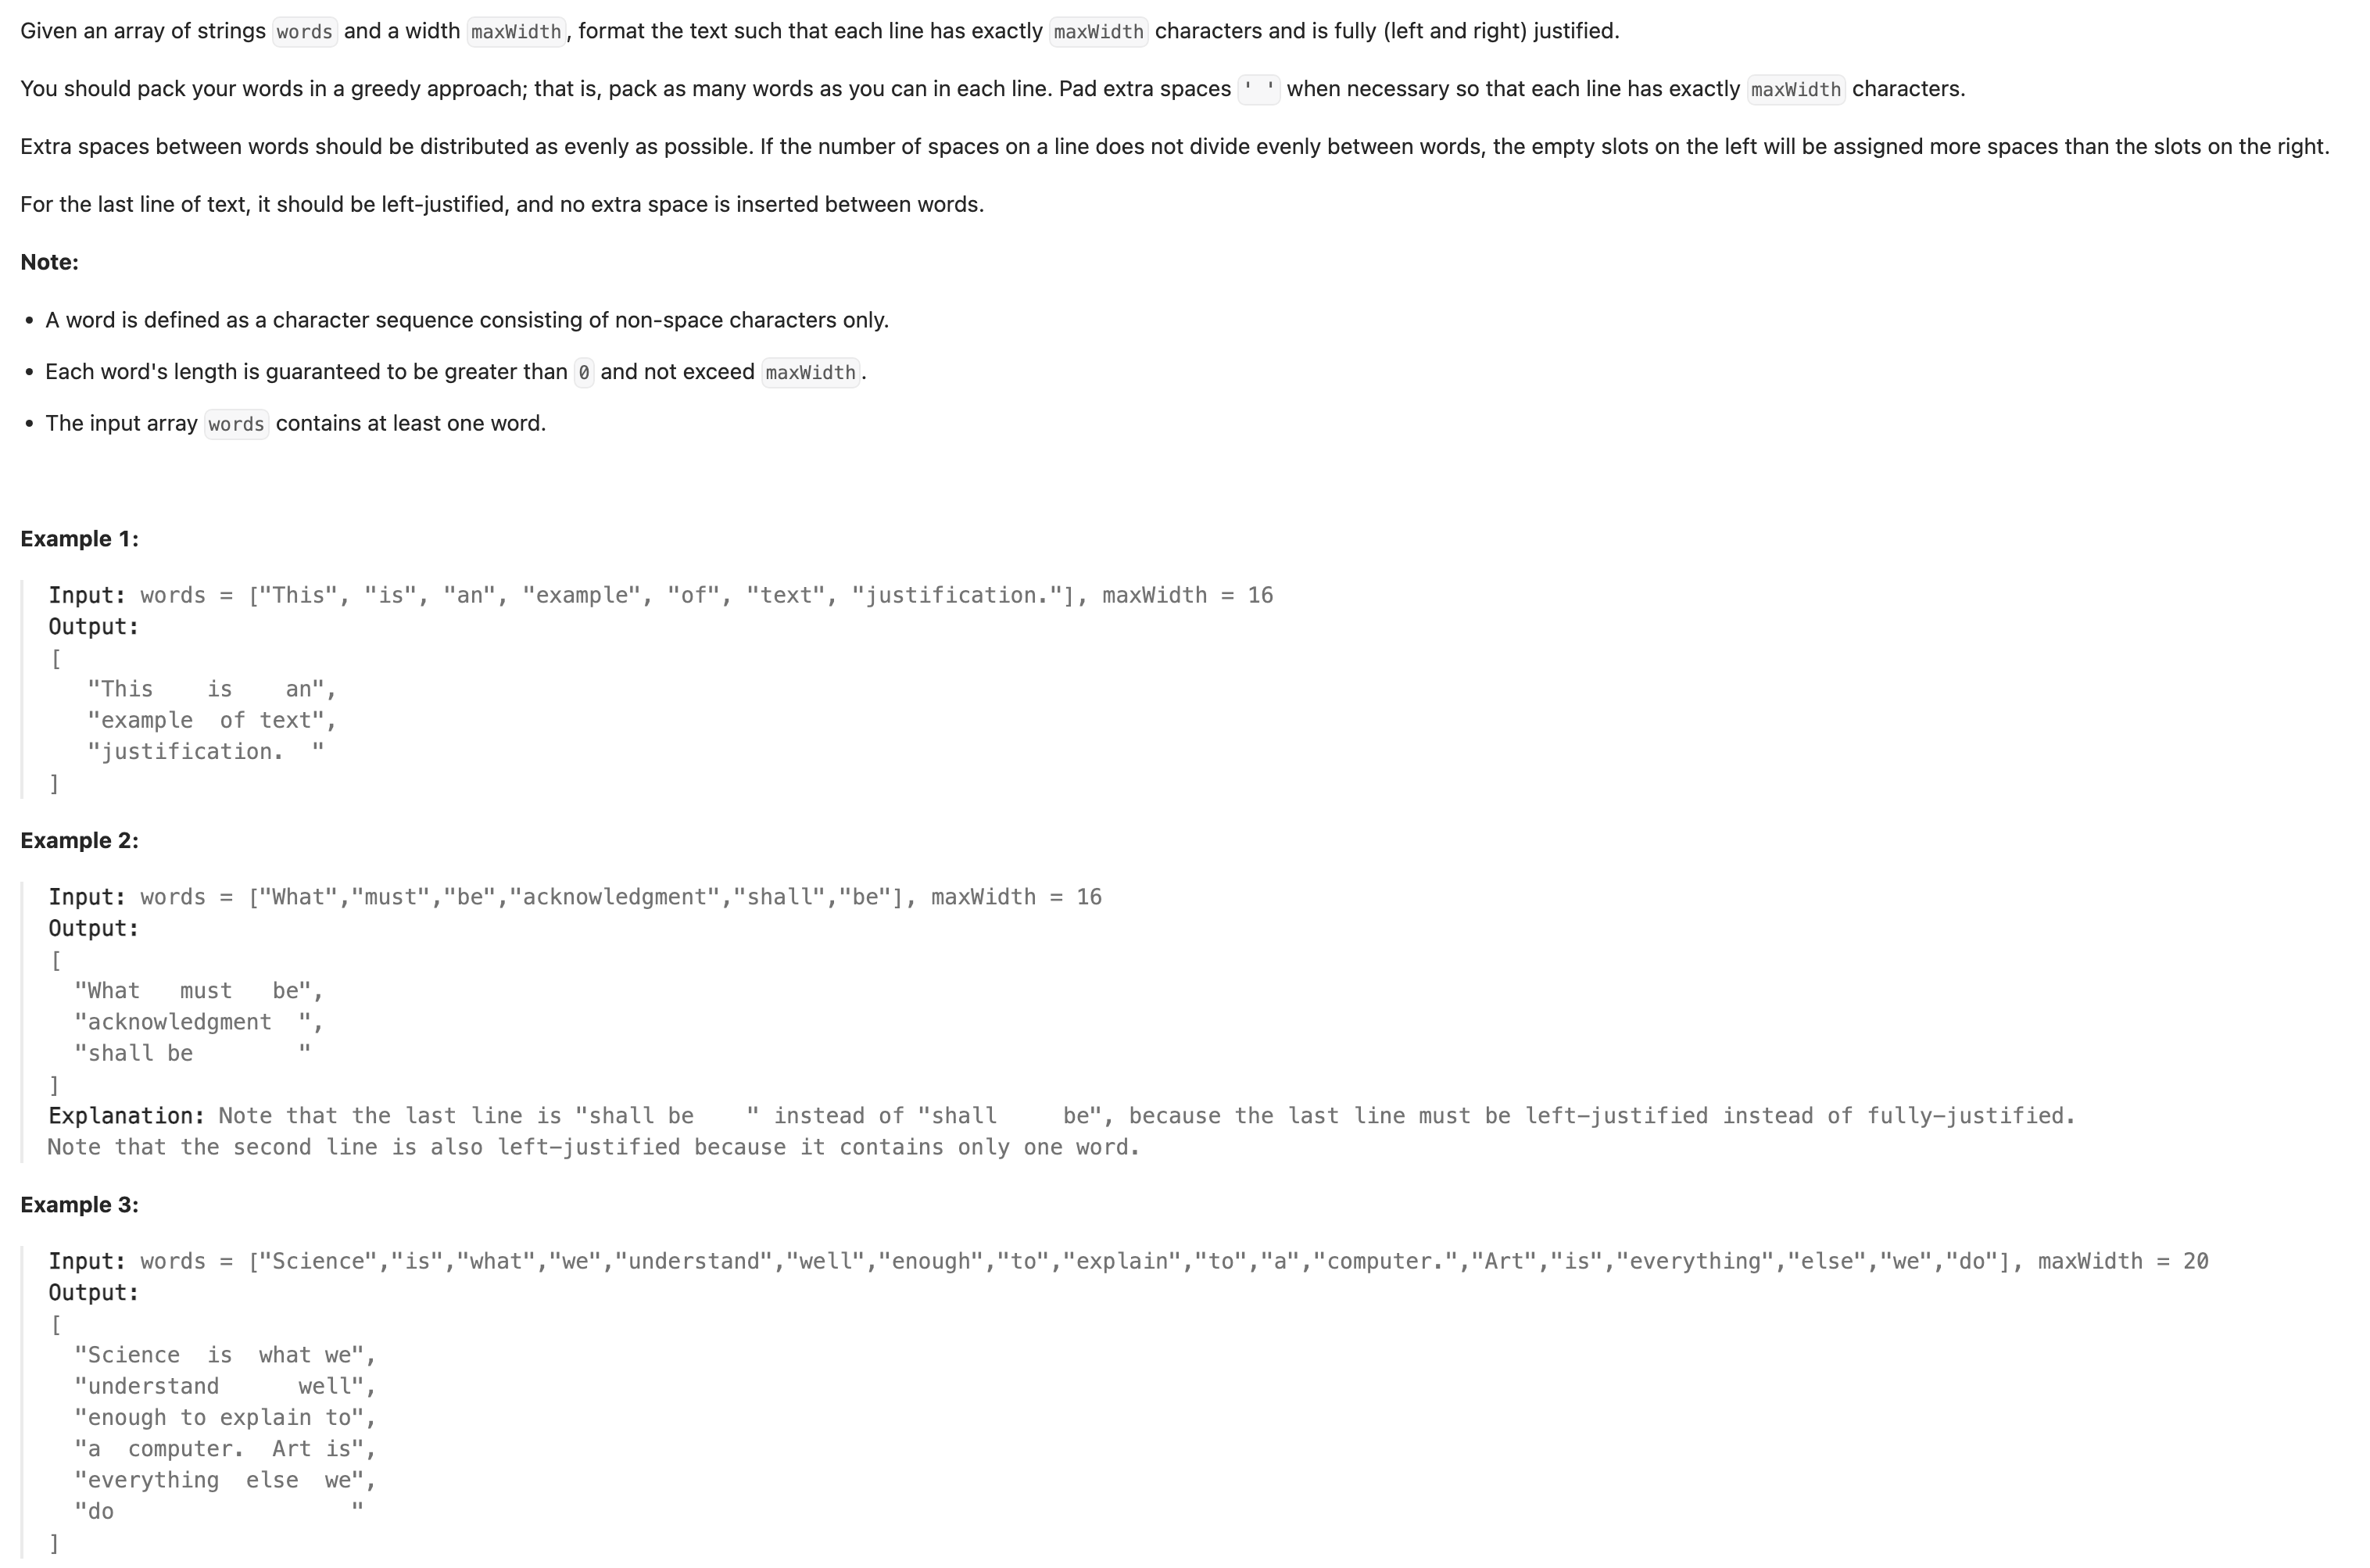 Given an array of strings words and a width maxWidth, format the text such that each line has exactly maxWidth characters and is fully (left and right) justified.
You should pack your words in a greedy approach; that is, pack as many words as you can in each line. Pad extra spaces ' ' when necessary so that each line has exactly maxWidth characters.
Extra spaces between words should be distributed as evenly as possible. If the number of spaces on a line does not divide evenly between words, the empty slots on the left will be assigned more spaces than the slots on the right.
For the last line of text, it should be left-justified, and no extra space is inserted between words.
Note:
• A word is defined as a character sequence consisting of non-space characters only.
• Each word's length is guaranteed to be greater than 0 and not exceed maxWidth.
• The input array words contains at least one word.
Example 1:
Input: words = ["This", "is", "an", "example", "of", "text", "justification."], maxWidth = 16
Output:
[
   "This    is    an",
   "example  of text",
   "justification.  "
]
Example 2:
Input: words = ["What","must","be","acknowledgment","shall","be"], maxWidth = 16
Output:
[
  "What   must   be",
  "acknowledgment  ",
  "shall be        "
]
Explanation: Note that the last line is "shall be    " instead of "shall     be", because the last line must be left-justified instead of fully-justified.
Note that the second line is also left-justified because it contains only one word.
Example 3:
Input: words = ["Science","is","what","we","understand","well","enough","to","explain","to","a","computer.","Art","is","everything","else","we","do"], maxWidth = 20
Output:
[
  "Science  is  what we",
  "understand      well",
  "enough to explain to",
  "a  computer.  Art is",
  "everything  else  we",
  "do                  "
]